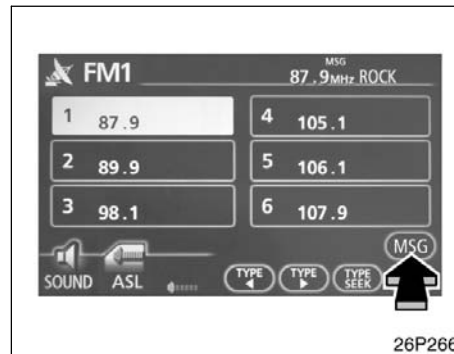 FM1
MSG
87.9MHz ROCK
1 87.9
4 105.1
2 89.9
5 106.1
3 98.1
6 107.9
MSG
SOUND ASL
TYPE TYPE TYPE SEEK
26P266